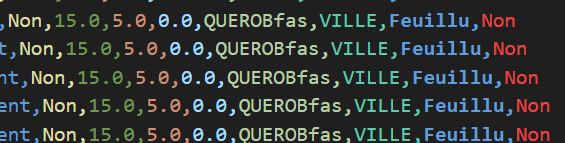 ,Non,15.0,5.0,0.0,QUEROBfas,VILLE,Feuillu,Non
t,Non,15.0,5.0,0.0,QUEROBfas,VILLE,Feuillu,Non
nt,Non,15.0,5.0,0.0,QUEROBfas,VILLE,Feuillu,Non
ent,Non,15.0,5.0,0.0,QUEROBfas,VILLE,Feuillu,Non
ent,Non,15.0,5.0,0.0,QUEROBfas,VILLE,Feuillu,Non